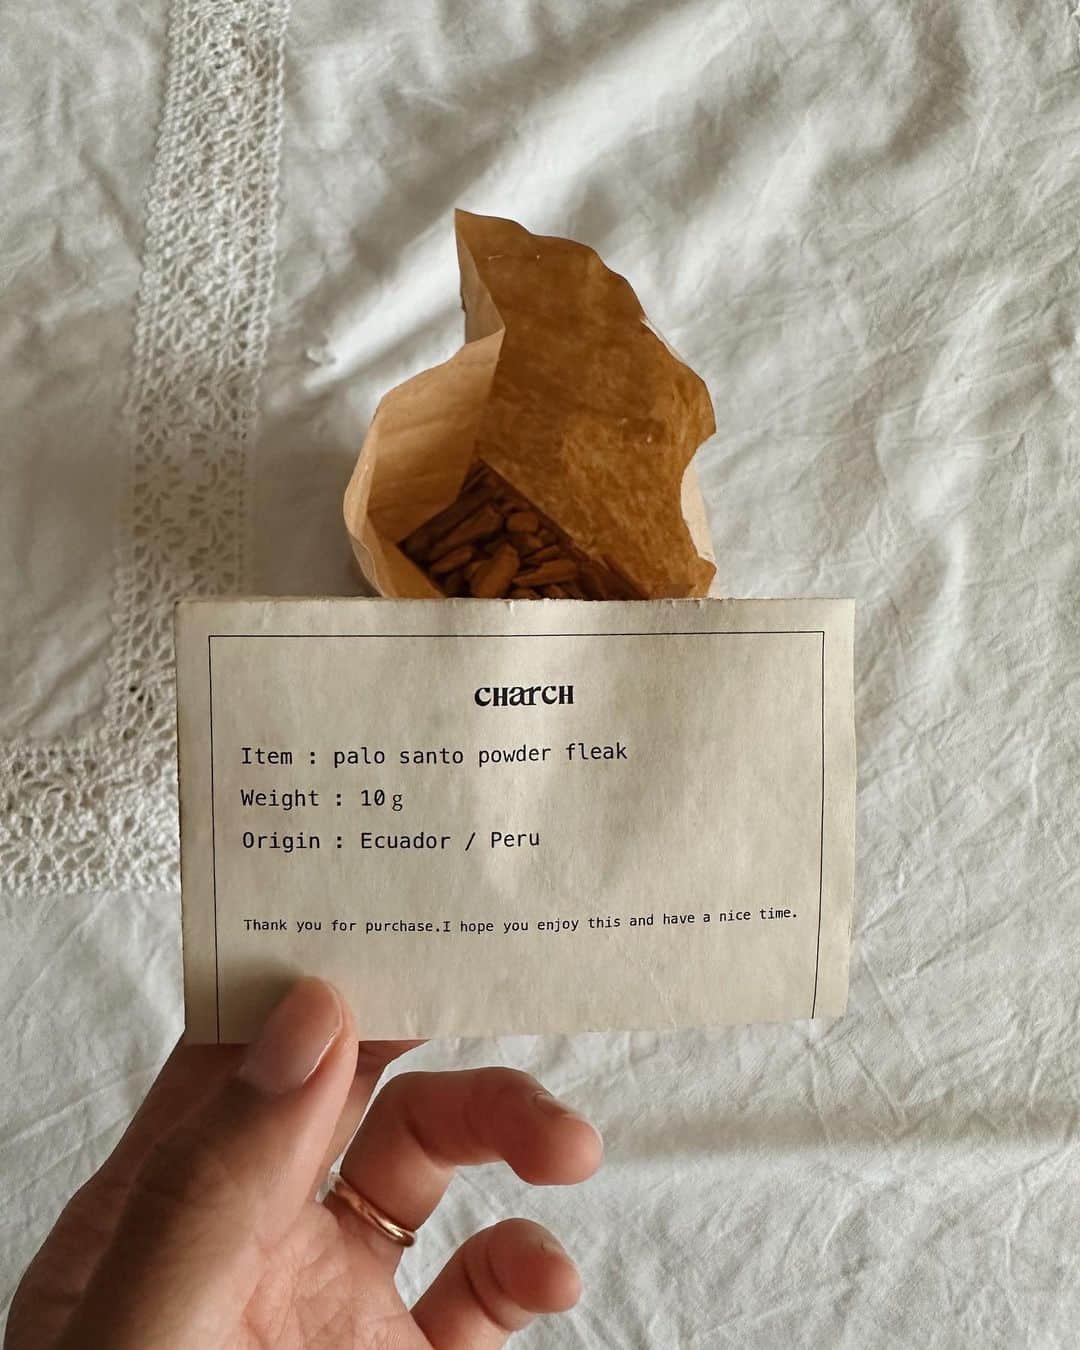 CHarCH
Item : palo santo powder fleak
Weight : 10g
Origin : Ecuador / Peru
Thank you for purchase.I hope you enjoy this and have a nice time.